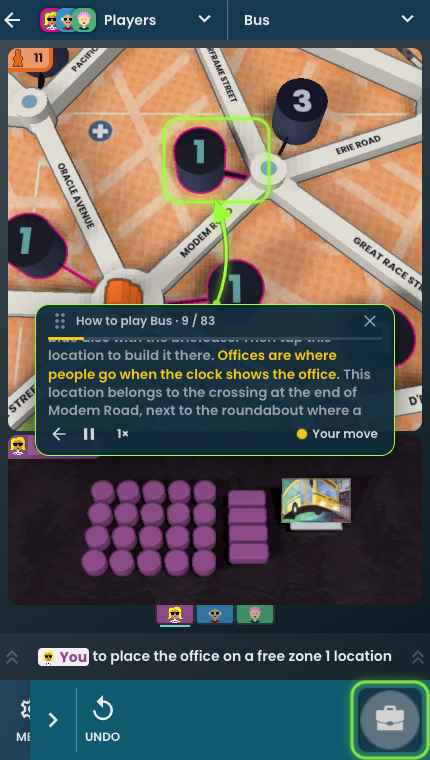 Players
Bus
11
PACIFIC
FRAME STREET
3
1
ERIE ROAD
ORACLE AVENUE
MODEM ROAD
GREAT RACE ST
1
1
How to play Bus · 9 / 83
location to build it there. Offices are where
people go when the clock shows the office. This
location belongs to the crossing at the end of
Modem Road, next to the roundabout where a
1×
Your move
STREET
You to place the office on a free zone 1 location
UNDO